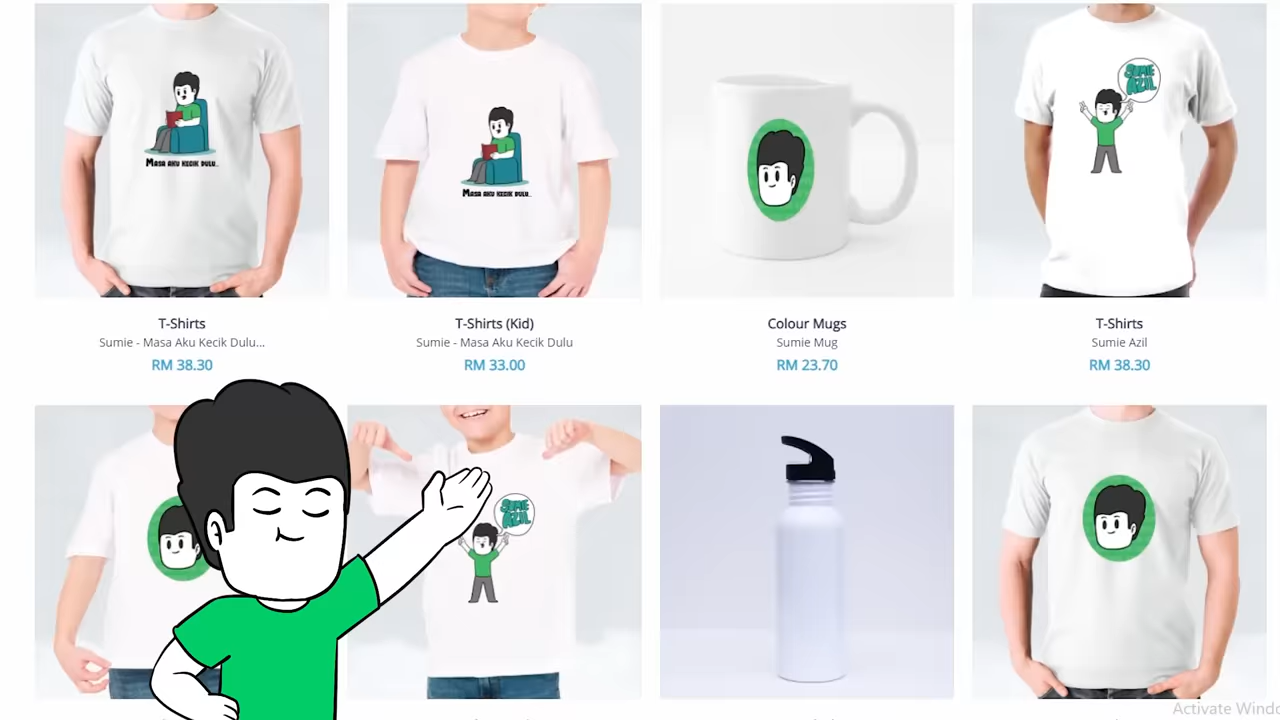 MASA AKU KECIK DULU..
MASA AKU KECIK DULU..
SUMIE
AZIL
T-Shirts
Sumie - Masa Aku Kecik Dulu...
RM 38.30
T-Shirts (Kid)
Sumie - Masa Aku Kecik Dulu
RM 33.00
Colour Mugs
Sumie Mug
RM 23.70
T-Shirts
Sumie Azil
RM 38.30
SUMIE
AZIL
Activate Windo